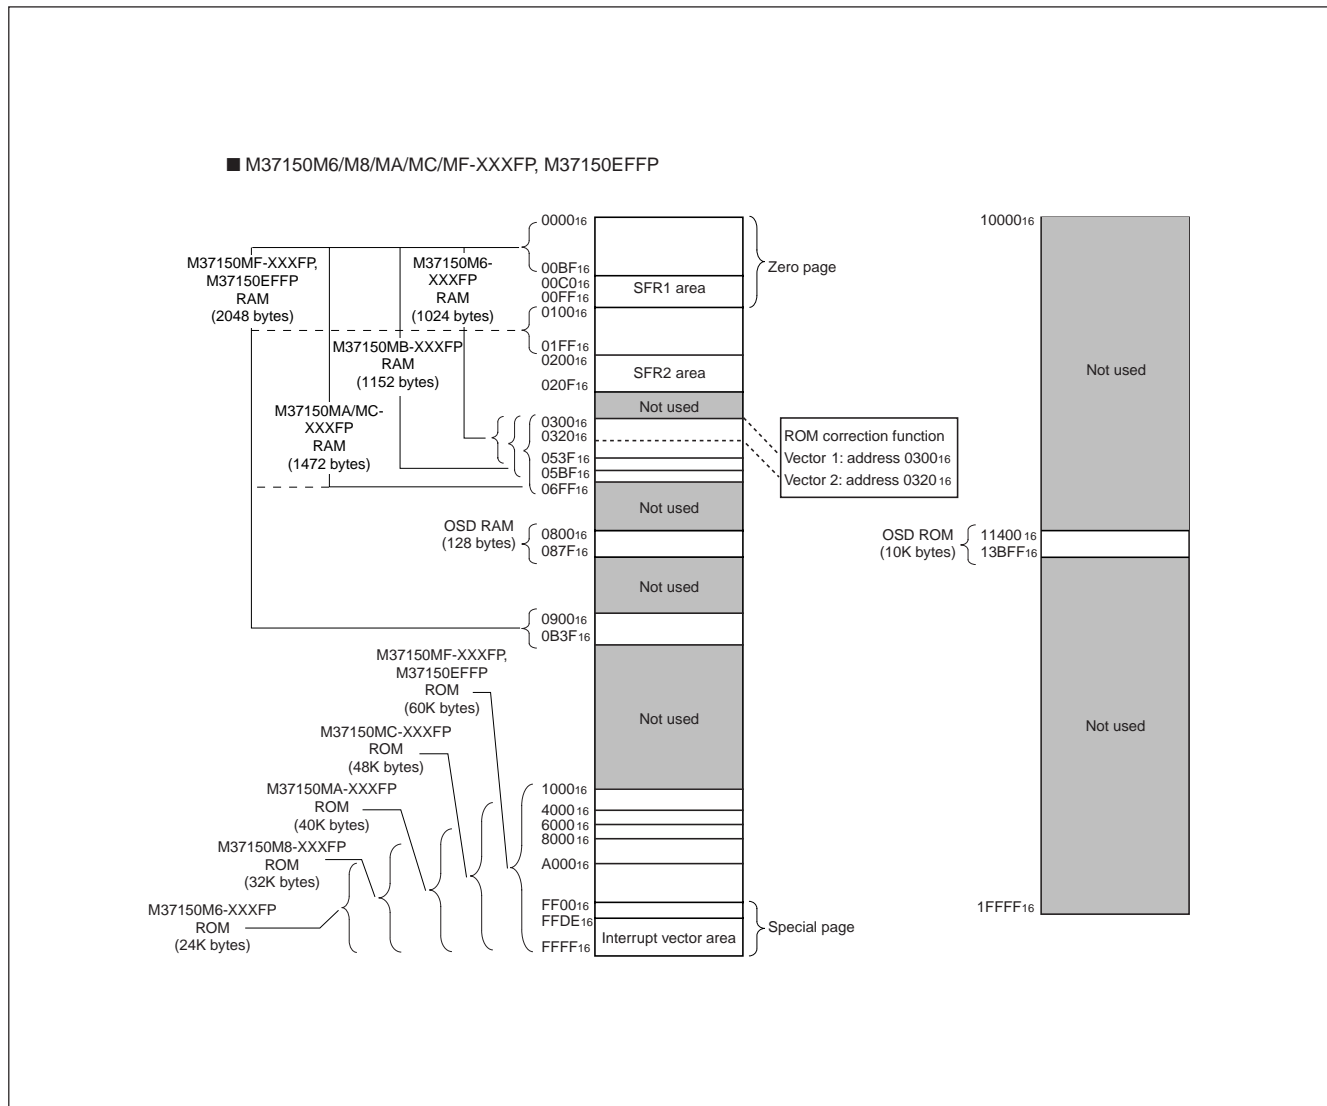 ■ M37150M6/M8/MA/MC/MF-XXXFP, M37150EFFP
M37150MF-XXXFP,
M37150EFFP
RAM
(2048 bytes)
M37150M6-
XXXFP
RAM
(1024 bytes)
M37150MB-XXXFP
RAM
(1152 bytes)
M37150MA/MC-
XXXFP
RAM
(1472 bytes)
OSD RAM
(128 bytes)
M37150MF-XXXFP,
M37150EFFP
ROM
(60K bytes)
M37150MC-XXXFP
ROM
(48K bytes)
M37150MA-XXXFP
ROM
(40K bytes)
M37150M8-XXXFP
ROM
(32K bytes)
M37150M6-XXXFP
ROM
(24K bytes)
000016
00BF16
00C016
00FF16
010016
01FF16
020016
020F16
030016
032016
053F16
05BF16
06FF16
080016
087F16
090016
0B3F16
100016
400016
600016
800016
A00016
FF0016
FFDE16
FFFF16
SFR1 area
SFR2 area
Not used
Not used
Not used
Not used
Interrupt vector area
Zero page
ROM correction function
Vector 1: address 030016
Vector 2: address 032016
Special page
1000016
Not used
OSD ROM
(10K bytes)
1140016
13BFF16
Not used
1FFFF16